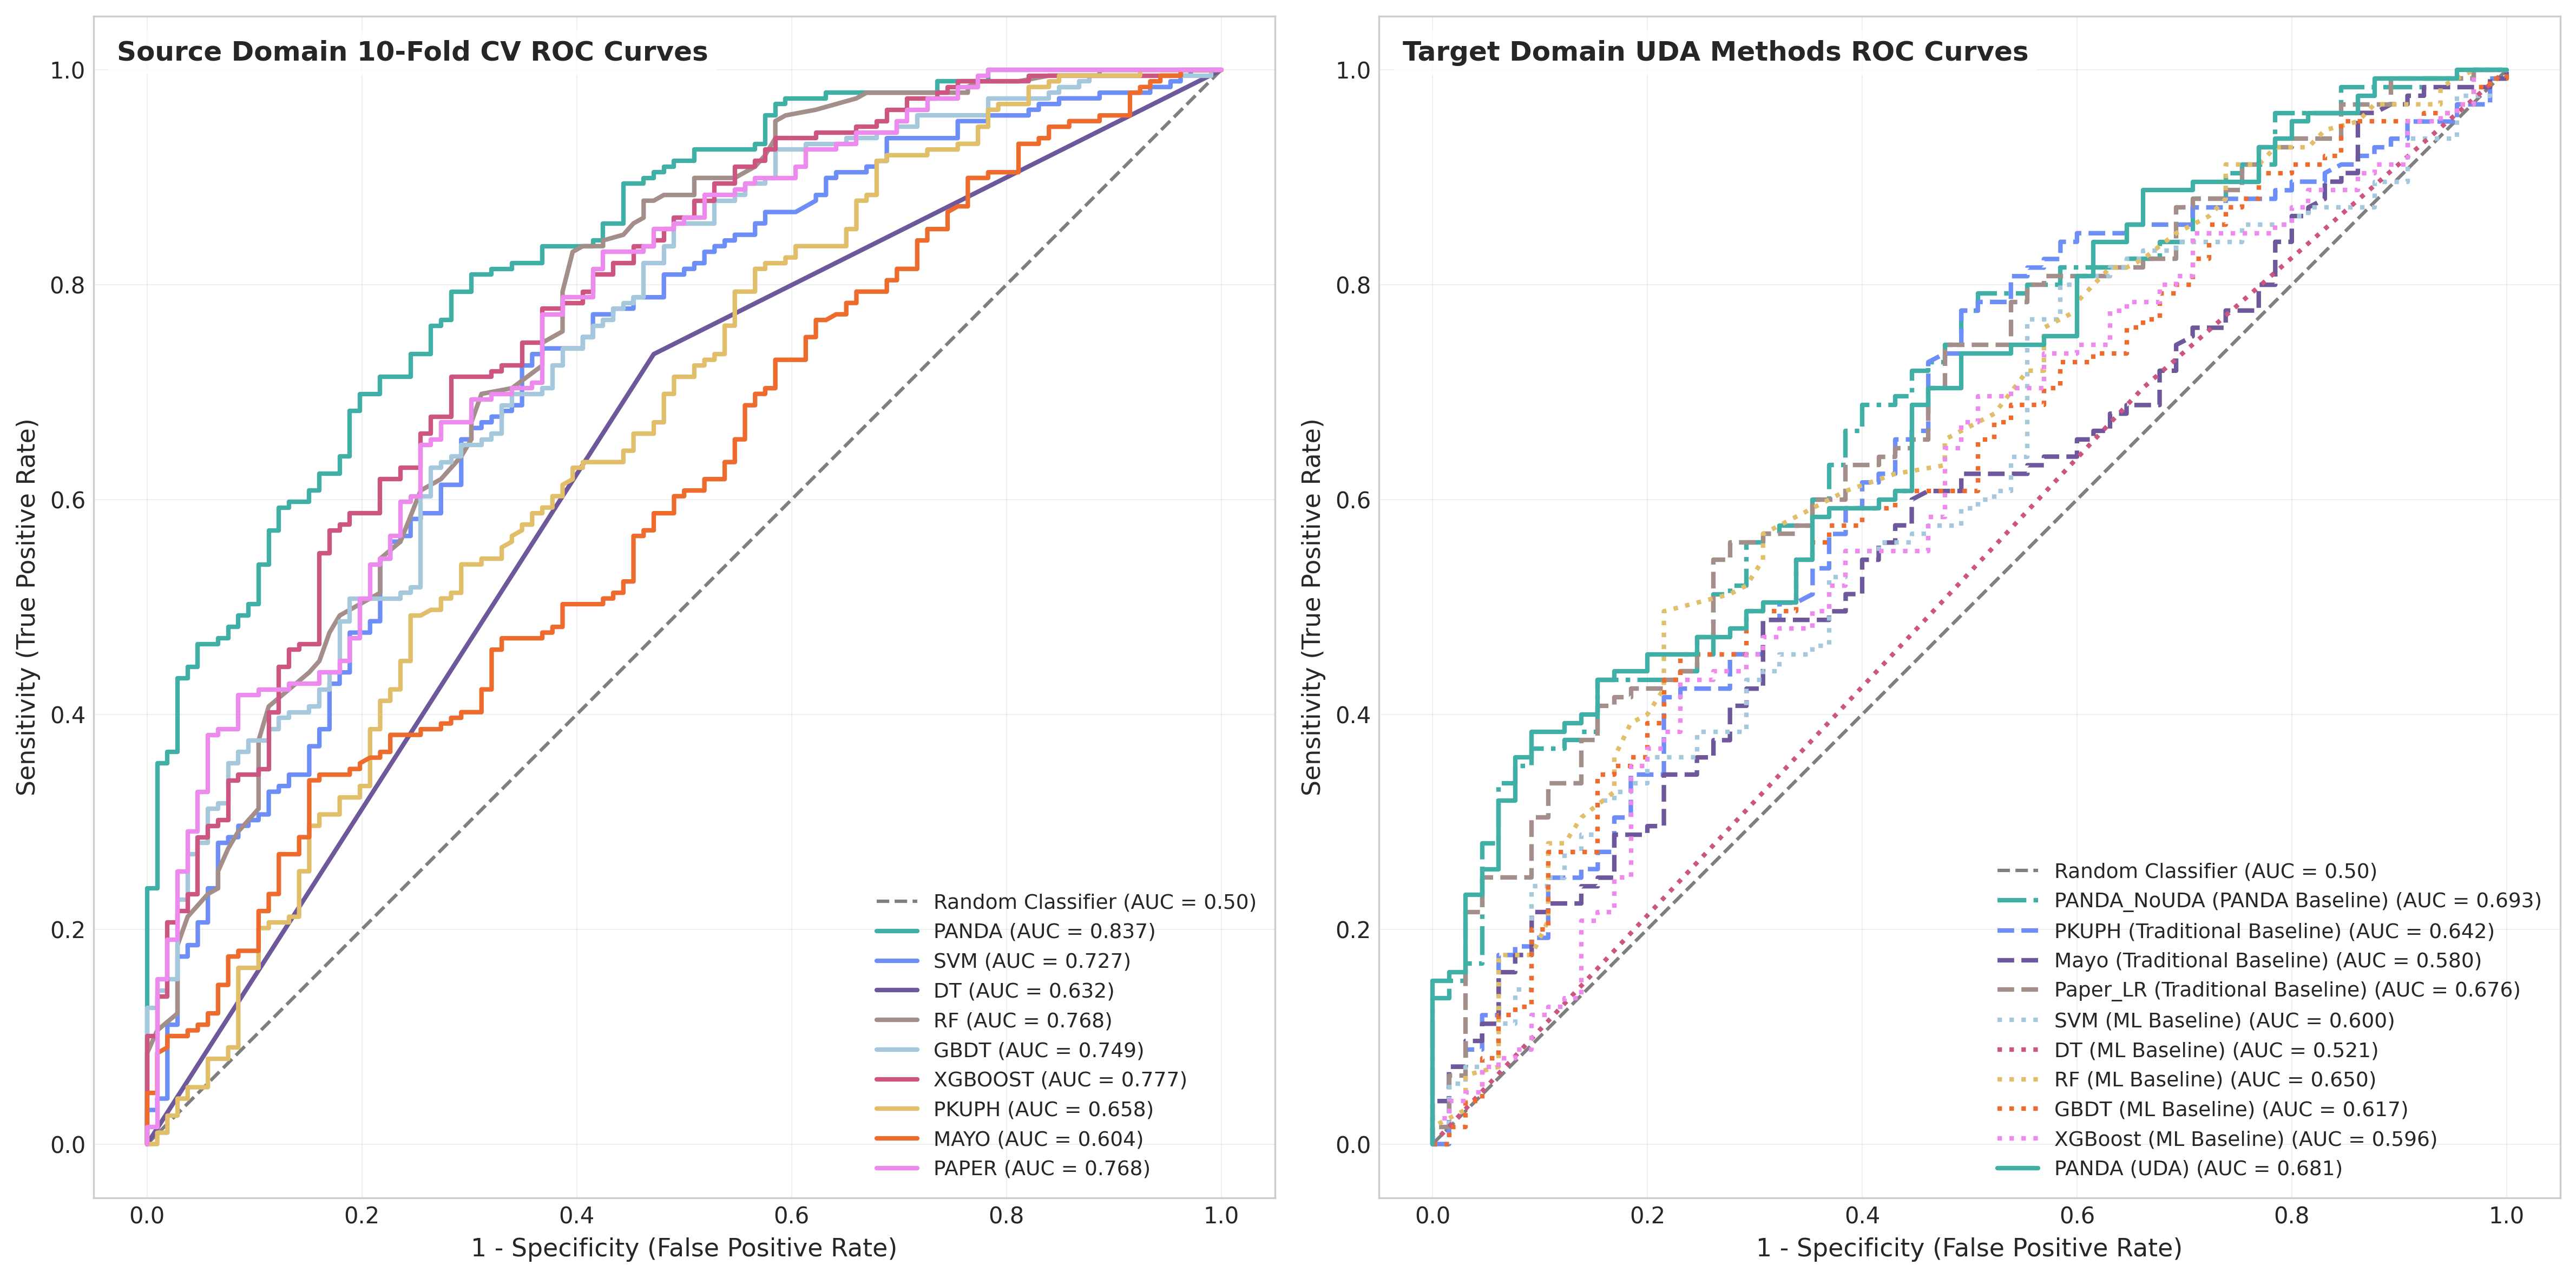 Source Domain 10-Fold CV ROC Curves
1.0
0.8
0.6
0.4
0.2
0.0
Sensitivity (True Positive Rate)
Random Classifier (AUC = 0.50)
PANDA (AUC = 0.837)
SVM (AUC = 0.727)
DT (AUC = 0.632)
RF (AUC = 0.768)
GBDT (AUC = 0.749)
XGBOOST (AUC = 0.777)
PKUPH (AUC = 0.658)
MAYO (AUC = 0.604)
PAPER (AUC = 0.768)
0.0 0.2 0.4 0.6 0.8 1.0
1 - Specificity (False Positive Rate)
Target Domain UDA Methods ROC Curves
1.0
0.8
0.6
0.4
0.2
0.0
Sensitivity (True Positive Rate)
Random Classifier (AUC = 0.50)
PANDA_NoUDA (PANDA Baseline) (AUC = 0.693)
PKUPH (Traditional Baseline) (AUC = 0.642)
Mayo (Traditional Baseline) (AUC = 0.580)
Paper_LR (Traditional Baseline) (AUC = 0.676)
SVM (ML Baseline) (AUC = 0.600)
DT (ML Baseline) (AUC = 0.521)
RF (ML Baseline) (AUC = 0.650)
GBDT (ML Baseline) (AUC = 0.617)
XGBoost (ML Baseline) (AUC = 0.596)
PANDA (UDA) (AUC = 0.681)
0.0 0.2 0.4 0.6 0.8 1.0
1 - Specificity (False Positive Rate)